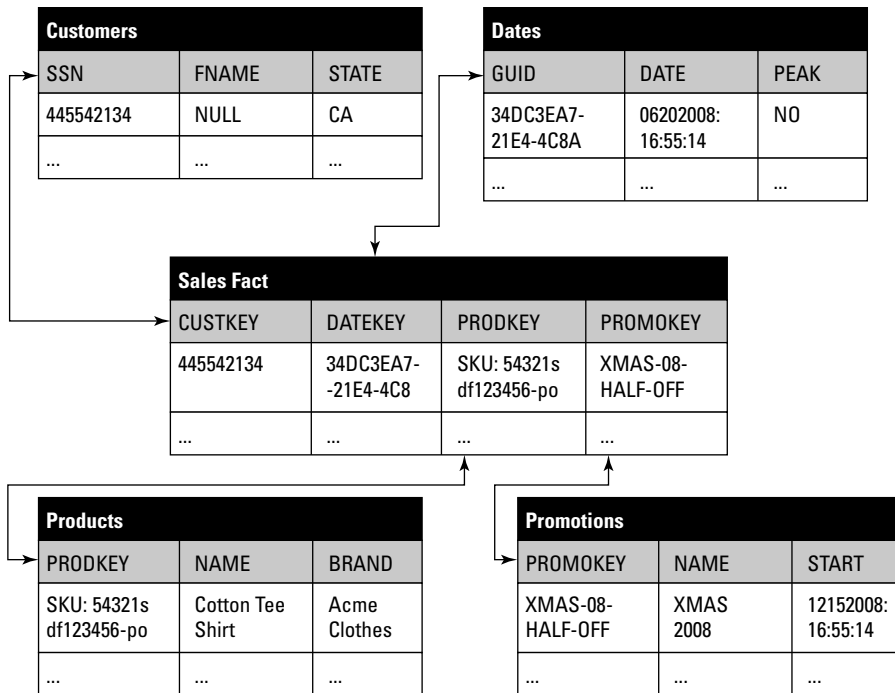 Customers
SSN FNAME STATE
445542134 NULL CA
... ... ...
Dates
GUID DATE PEAK
34DC3EA7- 06202008: NO
21E4-4C8A 16:55:14
... ... ...
Sales Fact
CUSTKEY DATEKEY PRODKEY PROMOKEY
445542134 34DC3EA7- SKU: 54321s XMAS-08-
-21E4-4C8 df123456-po HALF-OFF
... ... ... ...
Products
PRODKEY NAME BRAND
SKU: 54321s Cotton Tee Acme
df123456-po Shirt Clothes
... ... ...
Promotions
PROMOKEY NAME START
XMAS-08- XMAS 12152008:
HALF-OFF 2008 16:55:14
... ... ...